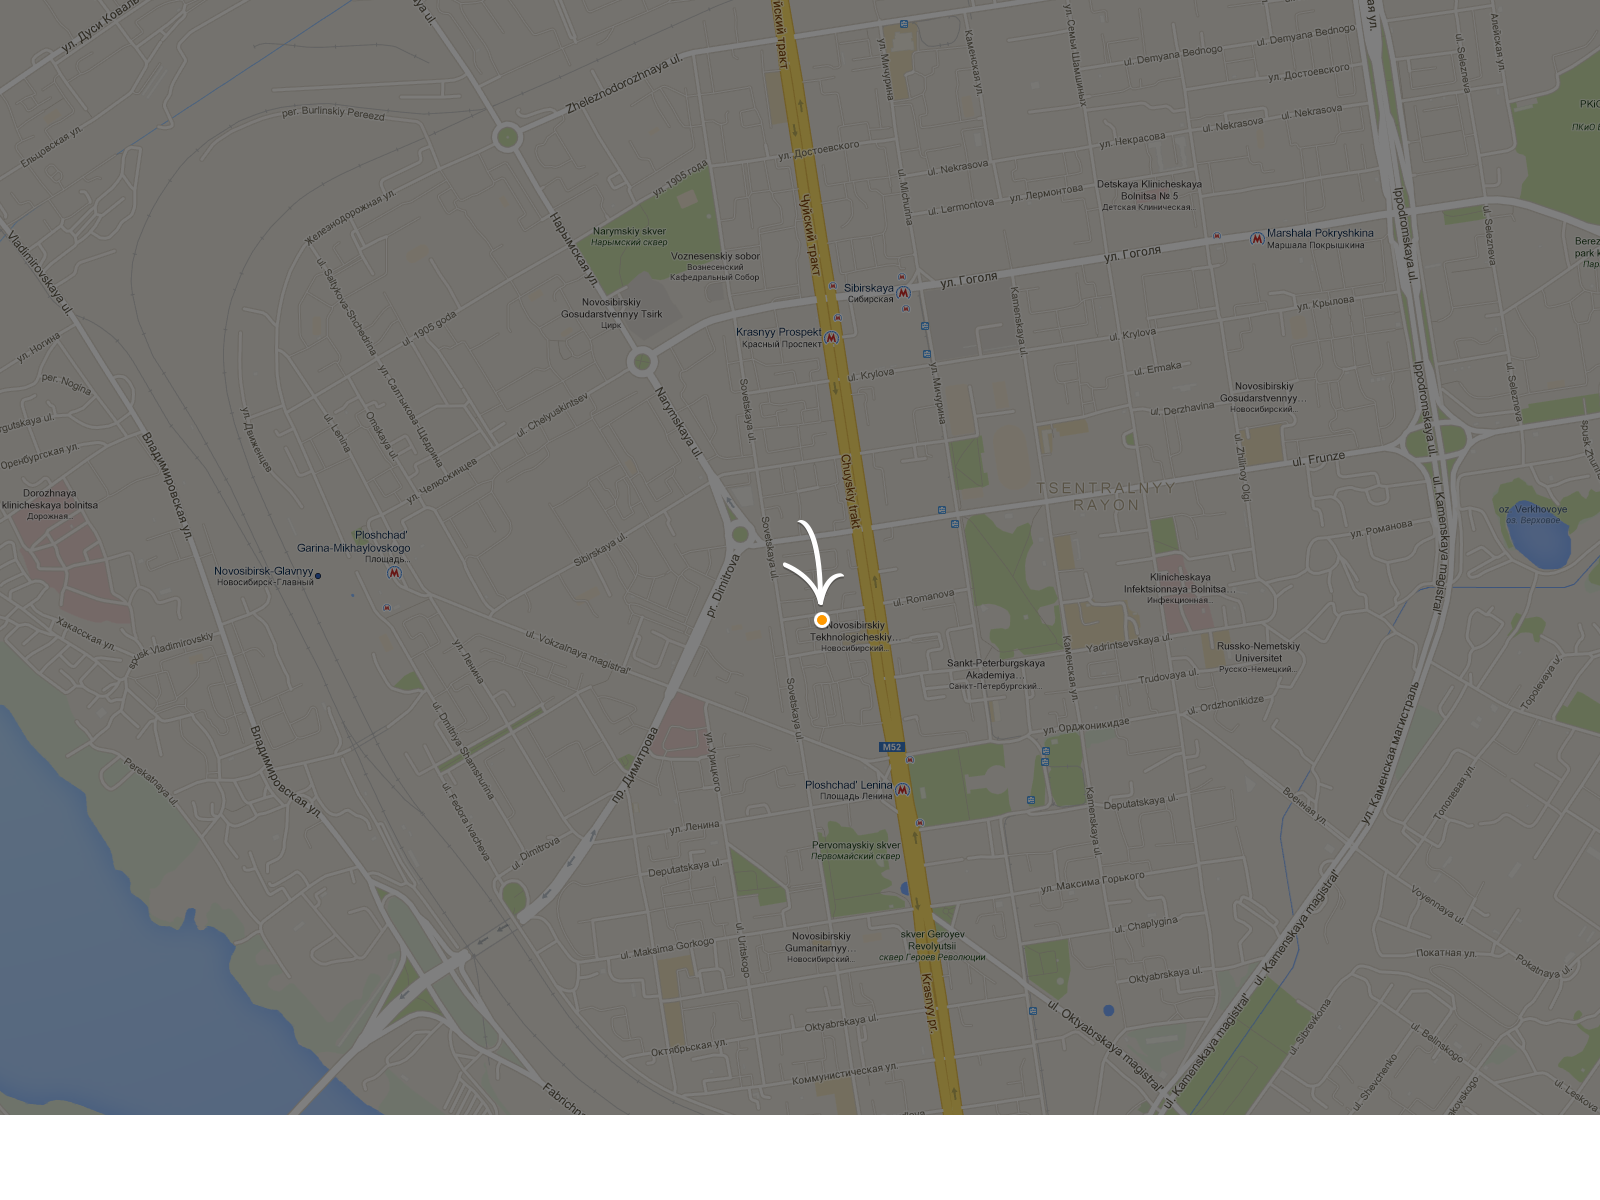 ул. Дуси Коваль
Zheleznodorozhnaya ul.
Чуйский тракт
ул. Мичурина
Каменская ул.
ул. Семьи Шамшиных
ul. Demyana Bednogo
ul. Demyana Bednogo
ul. Selezneva
Алейская ул.
ул. Достоевского
PKiO
ПКиО
per. Burlinskiy Pereezd
Ельцовская ул.
ul. Nekrasova
ul. Nekrasova
ул. Некрасова
ул. Достоевского
ул. 1905 года
ul. Nekrasova
ul. Michurina
ул. Лермонтова
ul. Lermontova
Detskaya Klinicheskaya
Bolnitsa № 5
Детская Клиническая...
Железнодорожная ул.
Нарымская ул.
Чуйский тракт
Ippodromskaya ul.
ul. Selezneva
Narymskiy skver
Нарымский сквер
Marshala Pokryshkina
Маршала Покрышкина
Vladimirovskaya ul.
Voznesenskiy sobor
Вознесенский
Кафедральный Собор
ул. Гоголя
ул. Гоголя
ul. Saltykova-Shchedrina
Sibirskaya
Сибирская
Novosibirskiy
Gosudarstvennyy Tsirk
Цирк
Kamenskaya ul.
ул. Крылова
ul. 1905 goda
Krasnyy Prospekt
Красный Проспект
ul. Krylova
ул. Ногина
ul. Krylova
ul. Ermaka
per. Nogina
ул. Салтыкова-Щедрина
Sovetskaya ul.
ул. Мичурина
Novosibirskiy
Gosudarstvennyy...
Новосибирский...
Ippodromskaya ul.
ul. Selezneva
ul. Chelyuskintsev
Narymskaya ul.
ul. Derzhavina
ул. Движенцев
ul. Lenina
Omskaya ul.
Оренбургская ул.
Владимировская ул.
ул. Челюскинцев
Chuyskiy trakt
ul. Zhilinoy Olgi
ul. Frunze
spusk
Dorozhnaya
klinicheskaya bolnitsa
Дорожная...
TSENTRALNYY
RAYON
ul. Kamenskaya magistral'
oz. Verkhovoye
оз. Верховое
Sovetskaya ul.
ул. Романова
Ploshchad'
Garina-Mikhaylovskogo
Площадь..
Sibirskaya ul.
Novosibirsk-Glavnyy
Новосибирск-Главный
pr. Dimitrova
Klinicheskaya
Infektsionnaya Bolnitsa...
Инфекционная...
ul. Romanova
Хакасская ул.
spusk Vladimirovskiy
Novosibirskiy
Tekhnologicheskiy...
Новосибирский...
ul. Vokzalnaya magistral'
ул. Ленина
Yadrintsevskaya ul.
Каменская ул.
Russko-Nemetskiy
Universitet
Русско-Немецкий...
Sankt-Peterburgskaya
Akademiya...
Санкт-Петербургский..
Trudovaya ul.
Topolevaya ul.
Sovetskaya ul.
ul. Ordzhonikidze
ул. Орджоникидзе
ul. Dmitriya Shamshurina
пр. Димитрова
ул. Урицкого
M52
Владимировская ул.
Perekatnaya ul.
Ploshchad' Lenina
Площадь Ленина
ул. Каменская магистраль
ul. Fedora Ivacheva
Kamenskaya ul.
Deputatskaya ul.
Военная ул.
Тополевая ул.
ул. Ленина
Pervomayskiy skver
Первомайский сквер
ul. Dimitrova
Deputatskaya ul.
ул. Максима Горького
ul. Kamenskaya magistral'
Voyennaya ul.
ul. Chaplygina
skver Geroyev
Revolyutsii
сквер Героев Революции
Novosibirskiy
Gumanitarnyy...
Новосибирский..
ul. Maksima Gorkogo
ul. Uritskogo
Покатная ул.
Pokatnaya ul.
Oktyabrskaya ul.
Krasnyy pr.
ul. Kamenskaya magistral'
ul. Oktyabrskaya magistral'
Oktyabrskaya ul.
ul. Sibrevkoma
Октябрьская ул.
ul. Belinskogo
Коммунистическая ул.
ul. Shevchenko
ul. Leskova
Fabrichn